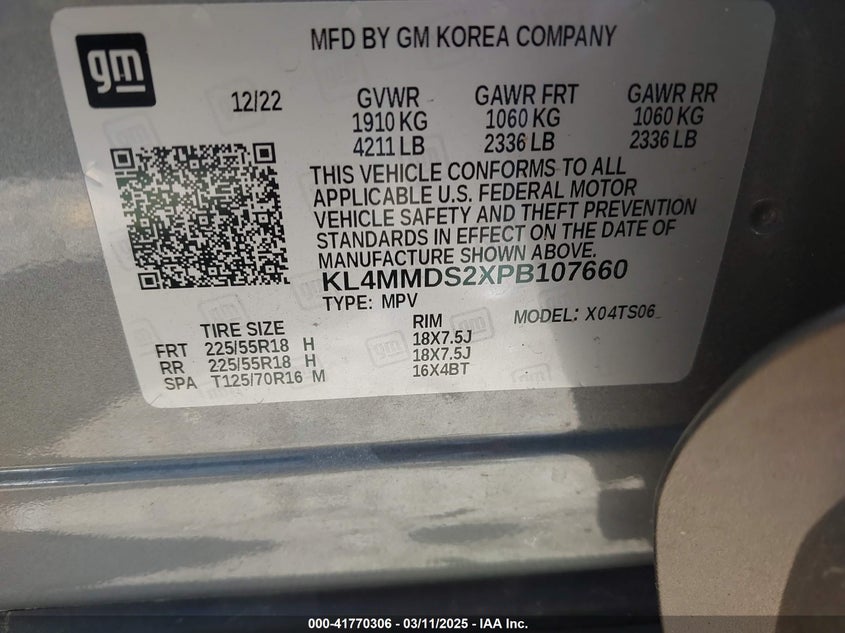 gm
MFD BY GM KOREA COMPANY
12/22
GVWR
1910 KG
4211 LB
GAWR FRT
1060 KG
2336 LB
GAWR RR
1060 KG
2336 LB
THIS VEHICLE CONFORMS TO ALL
APPLICABLE U.S. FEDERAL MOTOR
VEHICLE SAFETY AND THEFT PREVENTION
STANDARDS IN EFFECT ON THE DATE OF
MANUFACTURE SHOWN ABOVE.
KL4MMDS2XPB107660
TYPE: MPV
MODEL: X04TS06
TIRE SIZE RIM
FRT 225/55R18 H 18X7.5J
RR 225/55R18 H 18X7.5J
SPA T125/70R16 M 16X4BT
000-41770306 - 03/11/2025 - IAA Inc.